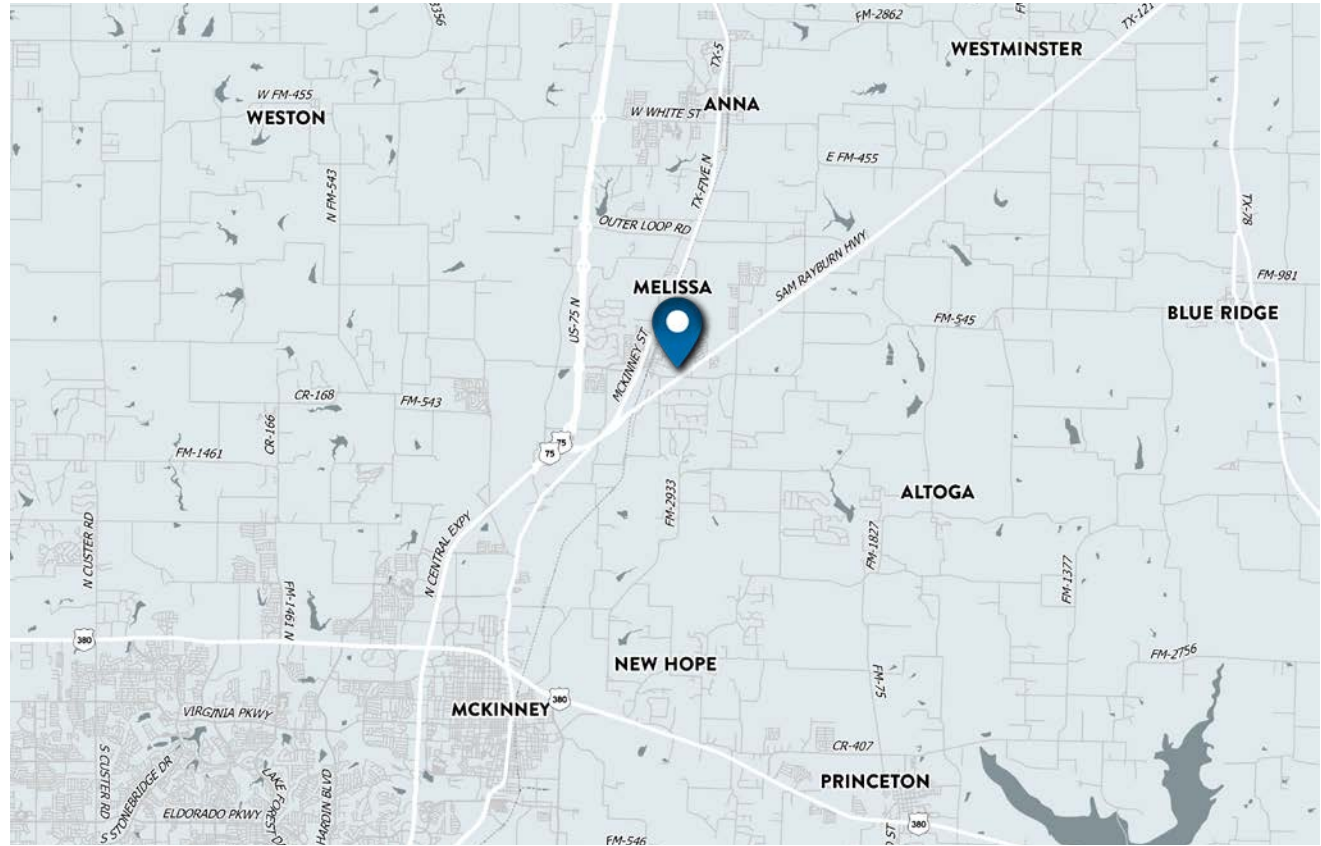 3356
FM-2862
TX-121
WESTMINSTER
TX-5
W FM-455
WESTON
W WHITE ST
ANNA
E FM-455
N FM-543
TX-FIVE N
TX-78
OUTER LOOP RD
SAM RAYBURN HWY
FM-981
MELISSA
US-75 N
BLUE RIDGE
FM-545
MCKINNEY ST
CR-168
FM-543
CR-166
75
75
FM-1461
ALTOGA
FM-2933
N CUSTER RD
N CENTRAL EXPY
FM-1827
FM-1377
FM-1461 N
380
NEW HOPE
FM-2756
FM-75
380
MCKINNEY
VIRGINIA PKWY
CR-407
S CUSTER RD
S STONEBRIDGE DR
LAKE FOREST D
HARDIN BLVD
PRINCETON
ELDORADO PKWY
380
FM-546
D ST